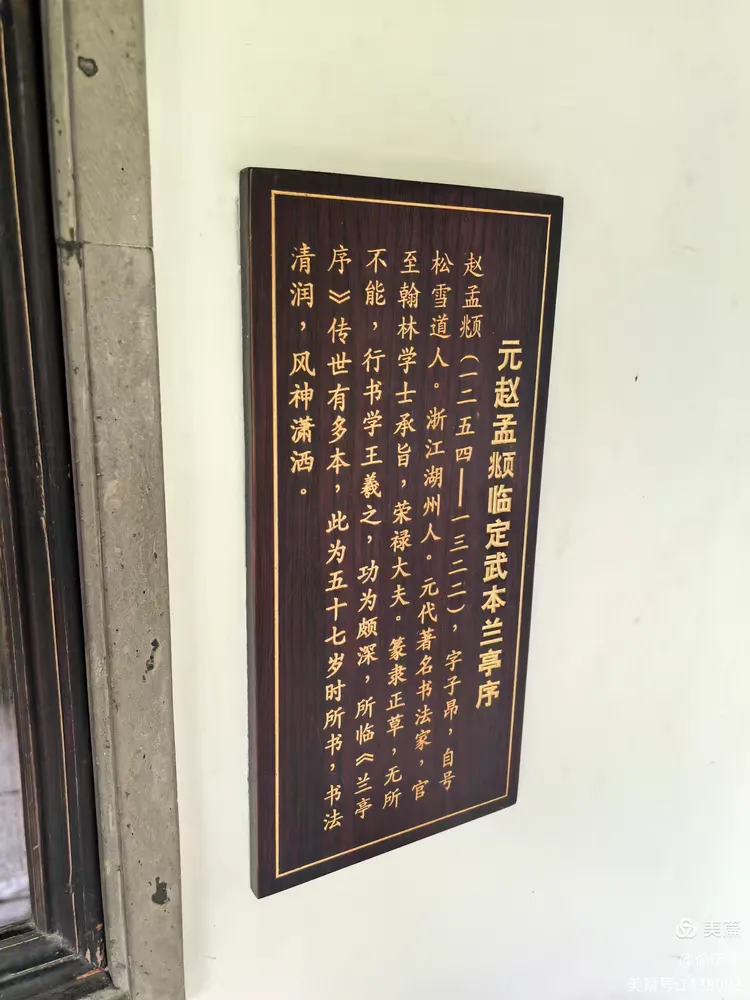 元赵孟頫临定武本兰亭序
赵孟頫（一二五四——一三二二），字子昂，自号
松雪道人。浙江湖州人。元代著名书法家，官
至翰林学士承旨，荣禄大夫。篆隶正草，无所
不能，行书学王羲之，功为颇深，所临《兰亭
序》传世有多本，此为五十七岁时所书，书法
清润，风神潇洒。
美篇